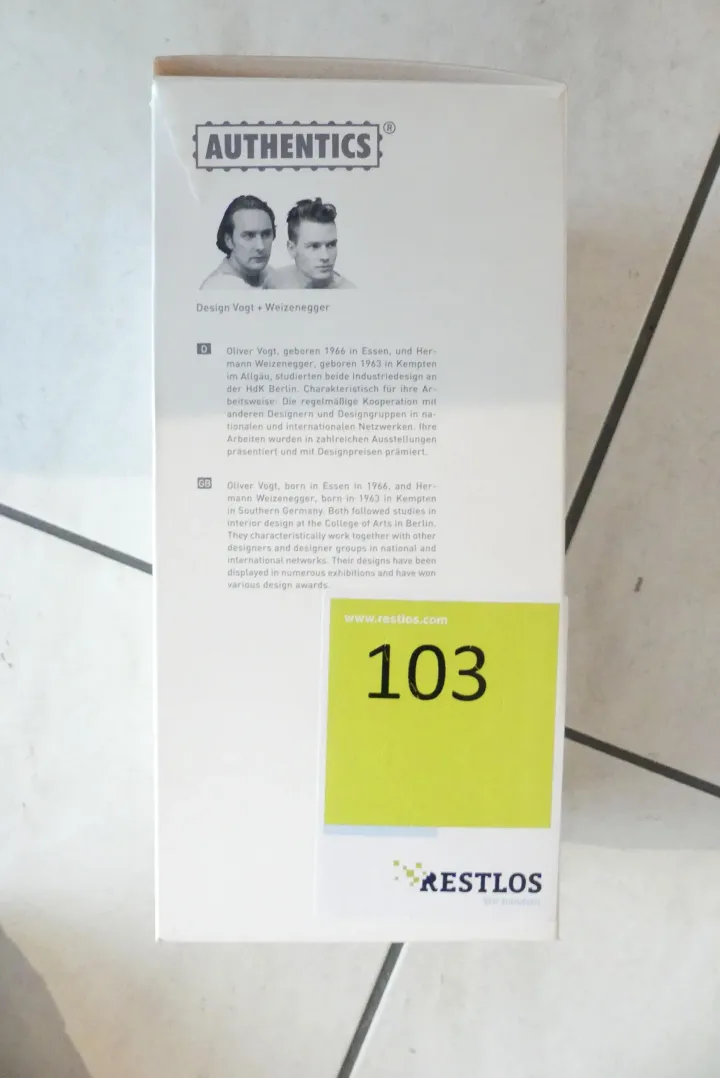 AUTHENTICS®
Design Vogt + Weizenegger
D
Oliver Vogt, geboren 1966 in Essen, und Her-
mann Weizenegger, geboren 1963 in Kempten
im Allgäu, studierten beide Industriedesign an
der HdK Berlin. Charakteristisch für ihre Ar-
beitsweise: Die regelmäßige Kooperation mit
anderen Designern und Designgruppen in na-
tionalen und internationalen Netzwerken. Ihre
Arbeiten wurden in zahlreichen Ausstellungen
präsentiert und mit Designpreisen prämiert.
GB
Oliver Vogt, born in Essen in 1966, and Her-
mann Weizenegger, born in 1963 in Kempten
in Southern Germany. Both followed studies in
interior design at the College of Arts in Berlin.
They characteristically work together with other
designers and designer groups in national and
international networks. Their designs have been
displayed in numerous exhibitions and have won
various design awards.
www.restlos.com
103
RESTLOS